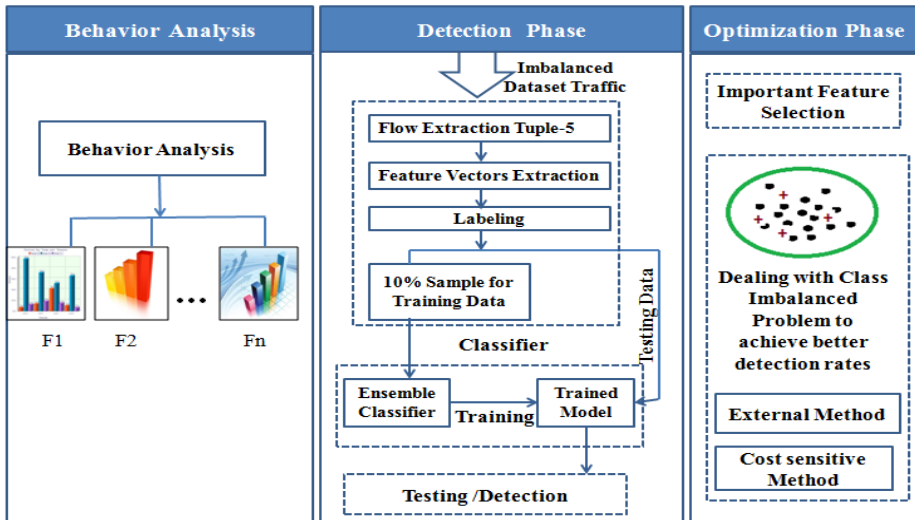 Behavior Analysis
Behavior Analysis
F1
F2
...
Fn
Detection Phase
Imbalanced
Dataset Traffic
Flow Extraction Tuple-5
Feature Vectors Extraction
Labeling
10% Sample for
Training Data
Testing Data
Classifier
Ensemble
Classifier
Training
Trained
Model
Testing /Detection
Optimization Phase
Important Feature
Selection
Dealing with Class
Imbalanced
Problem to
achieve better
detection rates
External Method
Cost sensitive
Method